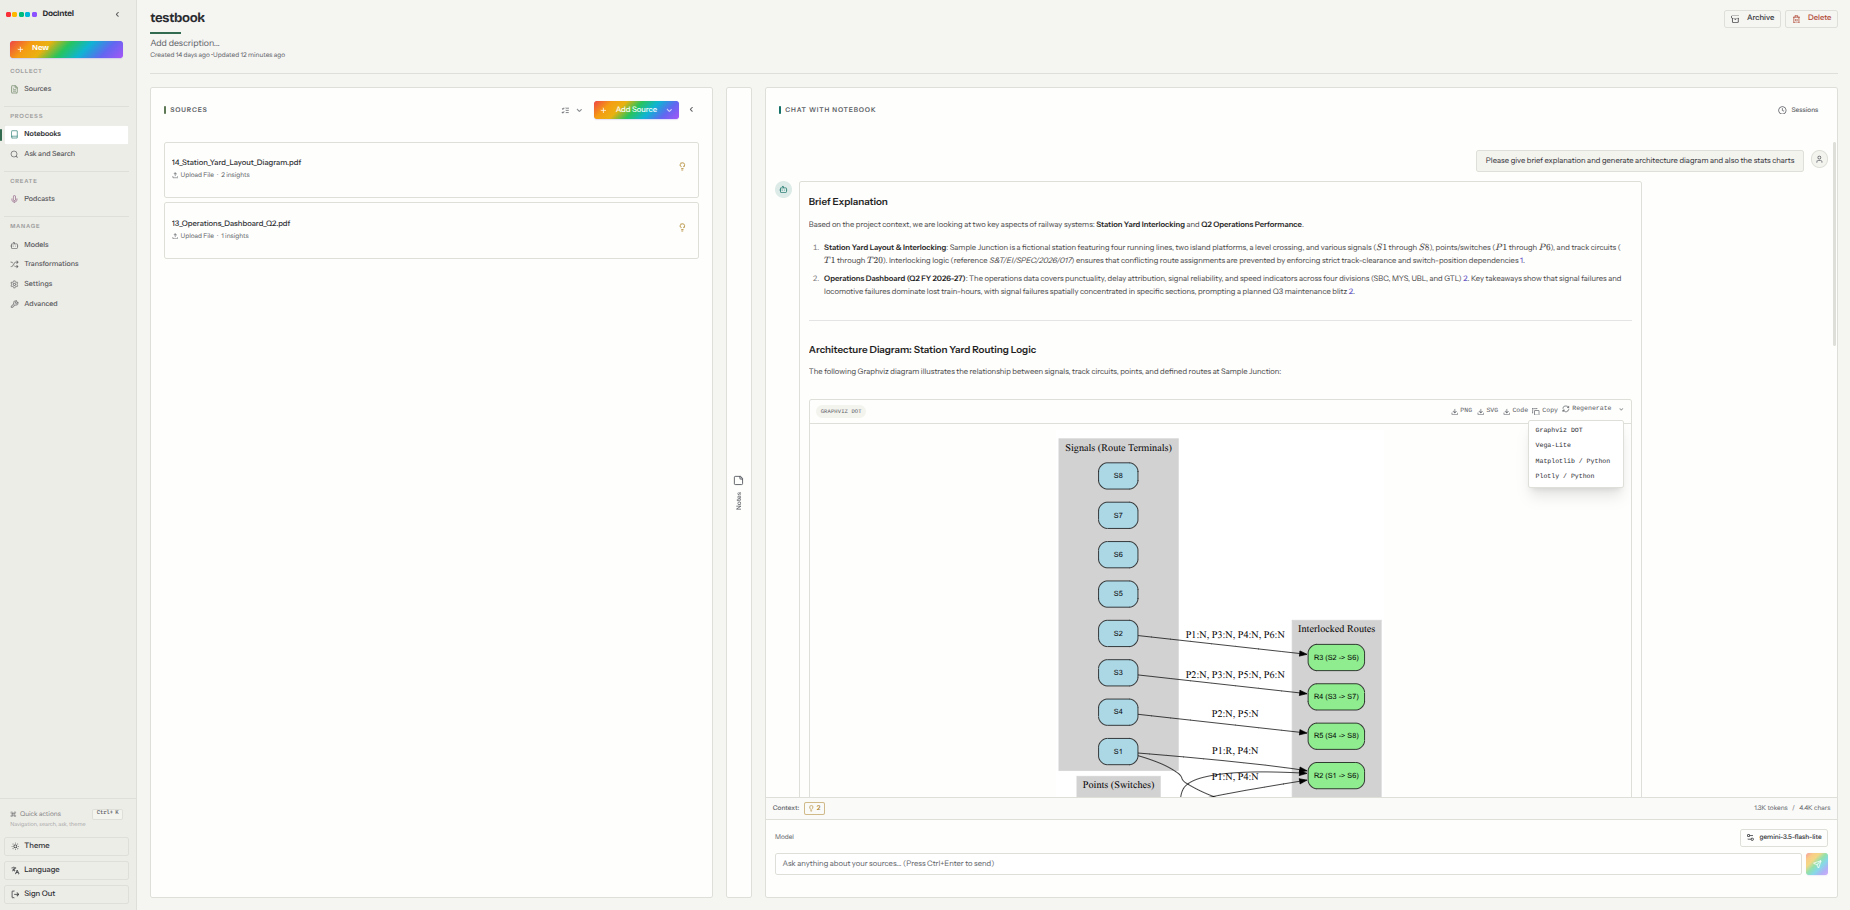 DocIntel
New
COLLECT
Sources
PROCESS
Notebooks
Ask and Search
CREATE
Podcasts
MANAGE
Models
Transformations
Settings
Advanced
Quick actions
Ctrl+ K
Navigation, search, ask, theme
Theme
Language
Sign Out
testbook
Add description...
Created 14 days ago·Updated 12 minutes ago
Archive
Delete
SOURCES
Add Source
14_Station_Yard_Layout_Diagram.pdf
Upload File · 2 insights
13_Operations_Dashboard_Q2.pdf
Upload File · 1 insights
Notes
CHAT WITH NOTEBOOK
Sessions
Please give brief explanation and generate architecture diagram and also the stats charts
Brief Explanation
Based on the project context, we are looking at two key aspects of railway systems: Station Yard Interlocking and Q2 Operations Performance.
1. Station Yard Layout & Interlocking: Sample Junction is a fictional station featuring four running lines, two island platforms, a level crossing, and various signals (S1 through S8), points/switches (P1 through P6), and track circuits (
T1 through T20). Interlocking logic (reference S&T/EI/SPEC/2026/017) ensures that conflicting route assignments are prevented by enforcing strict track-clearance and switch-position dependencies 1.
2. Operations Dashboard (Q2 FY 2026-27): The operations data covers punctuality, delay attribution, signal reliability, and speed indicators across four divisions (SBC, MYS, UBL, and GTL) 2. Key takeaways show that signal failures and
locomotive failures dominate lost train-hours, with signal failures spatially concentrated in specific sections, prompting a planned Q3 maintenance blitz 2.
Architecture Diagram: Station Yard Routing Logic
The following Graphviz diagram illustrates the relationship between signals, track circuits, points, and defined routes at Sample Junction:
GRAPHVIZ DOT
PNG
SVG
Code
Copy
Regenerate
Graphviz DOT
Vega-Lite
Matplotlib / Python
Plotly / Python
Signals (Route Terminals)
S8
S7
S6
S5
S2
S3
S4
S1
P1:N, P3:N, P4:N, P6:N
P2:N, P3:N, P5:N, P6:N
P2:N, P5:N
P1:R, P4:N
P1:N, P4:N
Interlocked Routes
R3 (S2 -> S6)
R4 (S3 -> S7)
R5 (S4 -> S8)
R2 (S1 -> S6)
Points (Switches)
Context:
2
1.3K tokens / 4.4K chars
Model
gemini-3.5-flash-lite
Ask anything about your sources... (Press Ctrl+Enter to send)